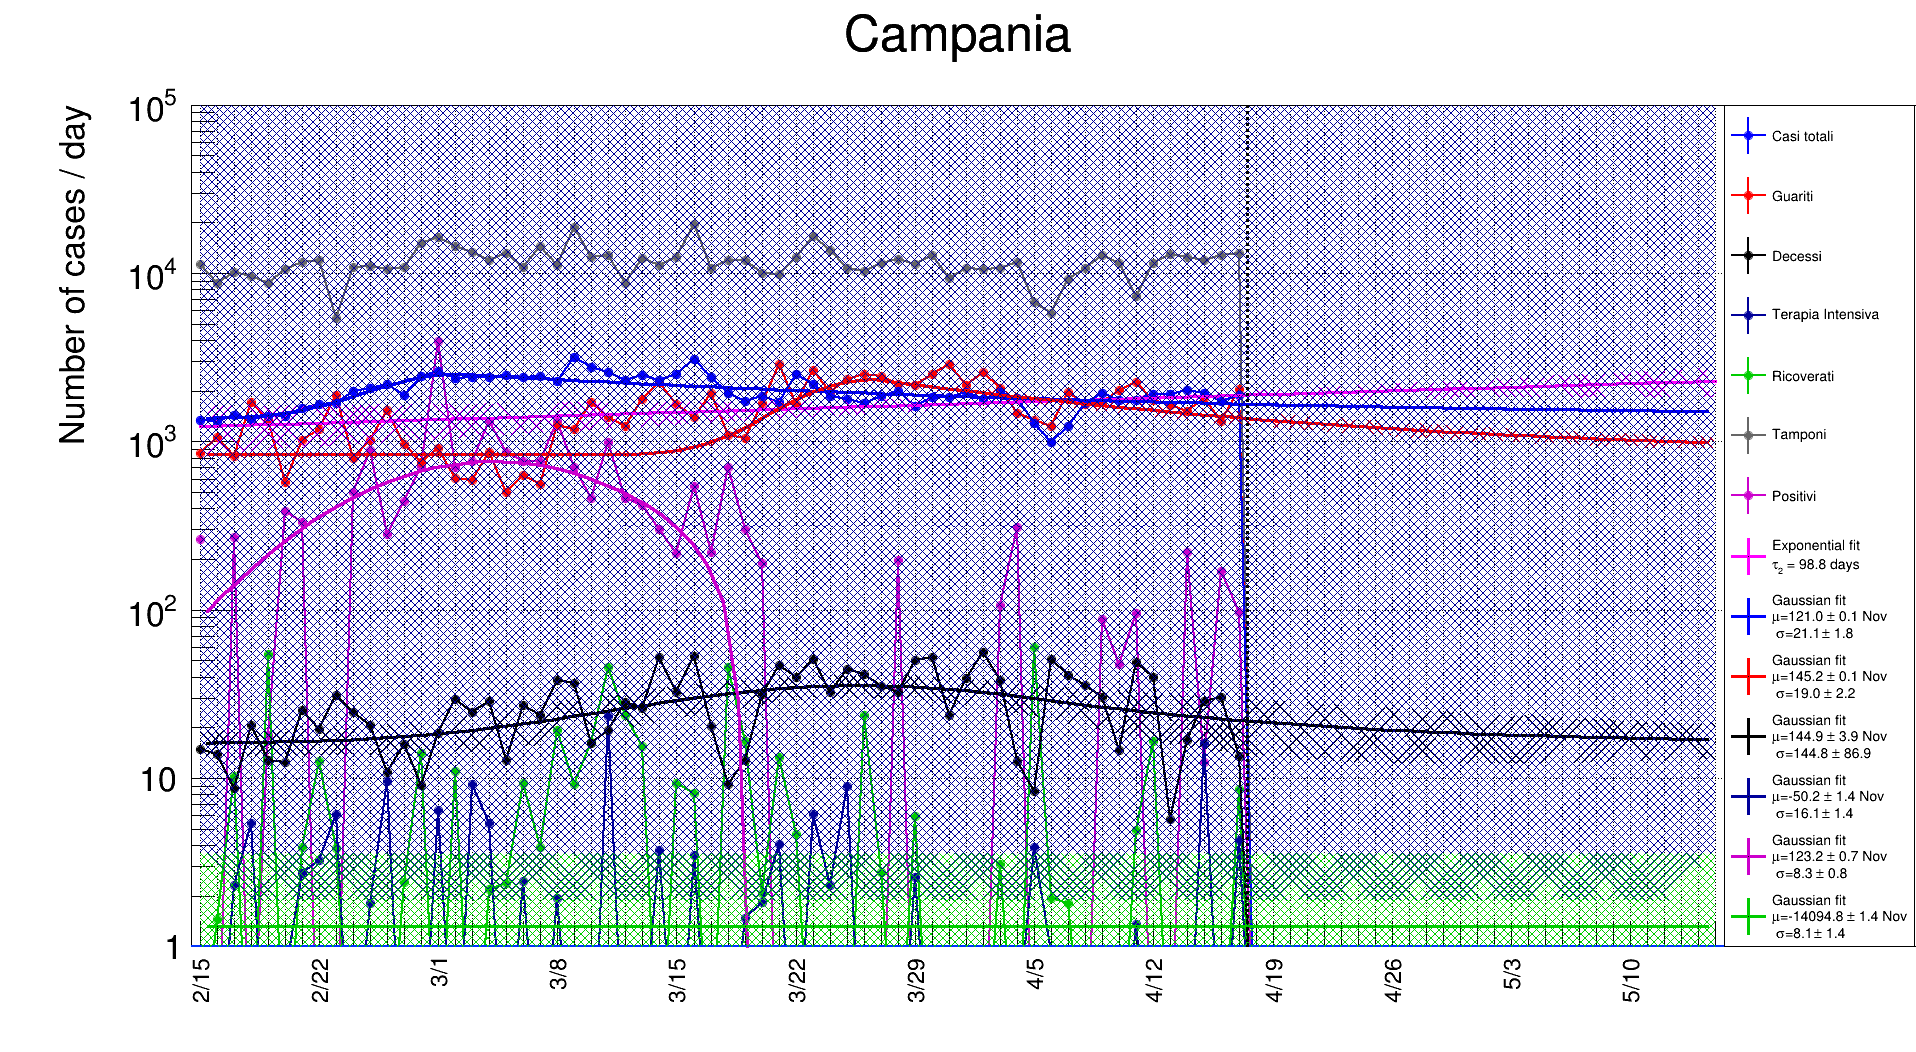 Campania
Number of cases / day
10^5
10^4
10^3
10^2
10
1
2/15
2/22
3/1
3/8
3/15
3/22
3/29
4/5
4/12
4/19
4/26
5/3
5/10
Casi totali
Guariti
Decessi
Terapia Intensiva
Ricoverati
Tamponi
Positivi
Exponential fit
τ₂ = 98.8 days
Gaussian fit
μ=121.0 ± 0.1 Nov
σ=21.1 ± 1.8
Gaussian fit
μ=145.2 ± 0.1 Nov
σ=19.0 ± 2.2
Gaussian fit
μ=144.9 ± 3.9 Nov
σ=144.8 ± 86.9
Gaussian fit
μ=-50.2 ± 1.4 Nov
σ=16.1 ± 1.4
Gaussian fit
μ=123.2 ± 0.7 Nov
σ=8.3 ± 0.8
Gaussian fit
μ=-14094.8 ± 1.4 Nov
σ=8.1 ± 1.4